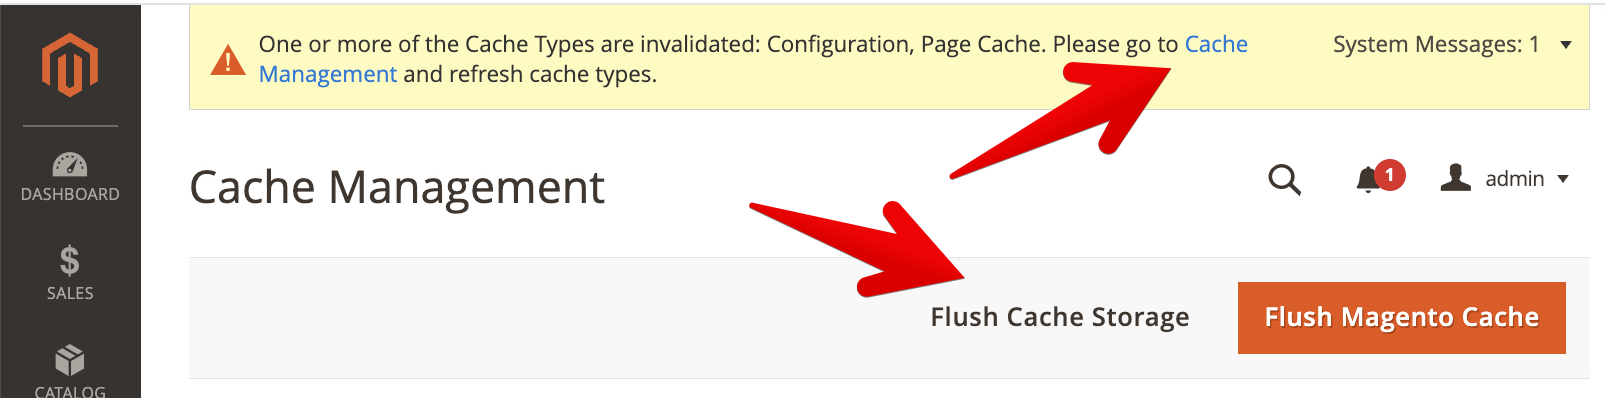 One or more of the Cache Types are invalidated: Configuration, Page Cache. Please go to Cache
Management and refresh cache types.
System Messages: 1
DASHBOARD
Cache Management
1
admin
$
SALES
Flush Cache Storage
Flush Magento Cache
CATALOG